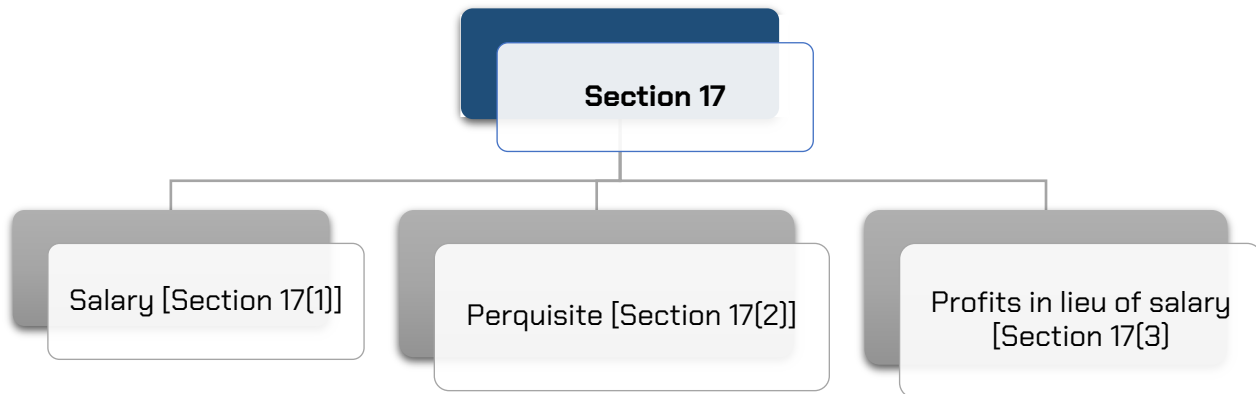 Section 17
Salary [Section 17(1)]
Perquisite [Section 17(2)]
Profits in lieu of salary
[Section 17(3)